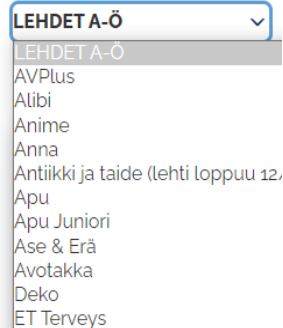 LEHDET A-Ö
LEHDET A-Ö
AVPlus
Alibi
Anime
Anna
Antiikki ja taide (lehti loppuu 12/
Apu
Apu Juniori
Ase & Erä
Avotakka
Deko
ET Terveys